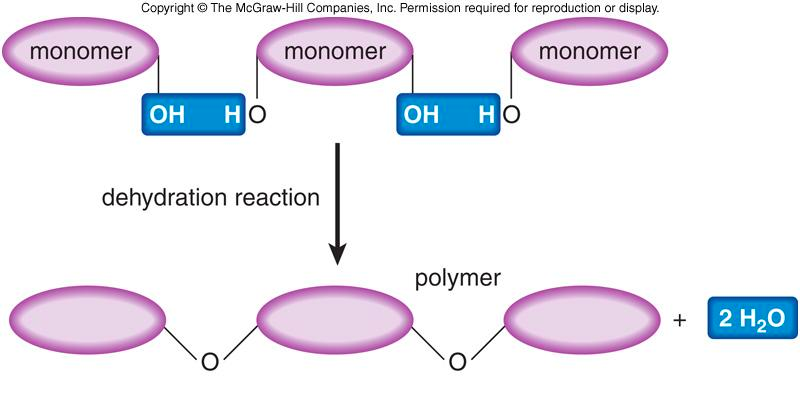 Copyright © The McGraw-Hill Companies, Inc. Permission required for reproduction or display.
monomer monomer monomer
OH H O OH H O
dehydration reaction
polymer
O O + 2 H₂O